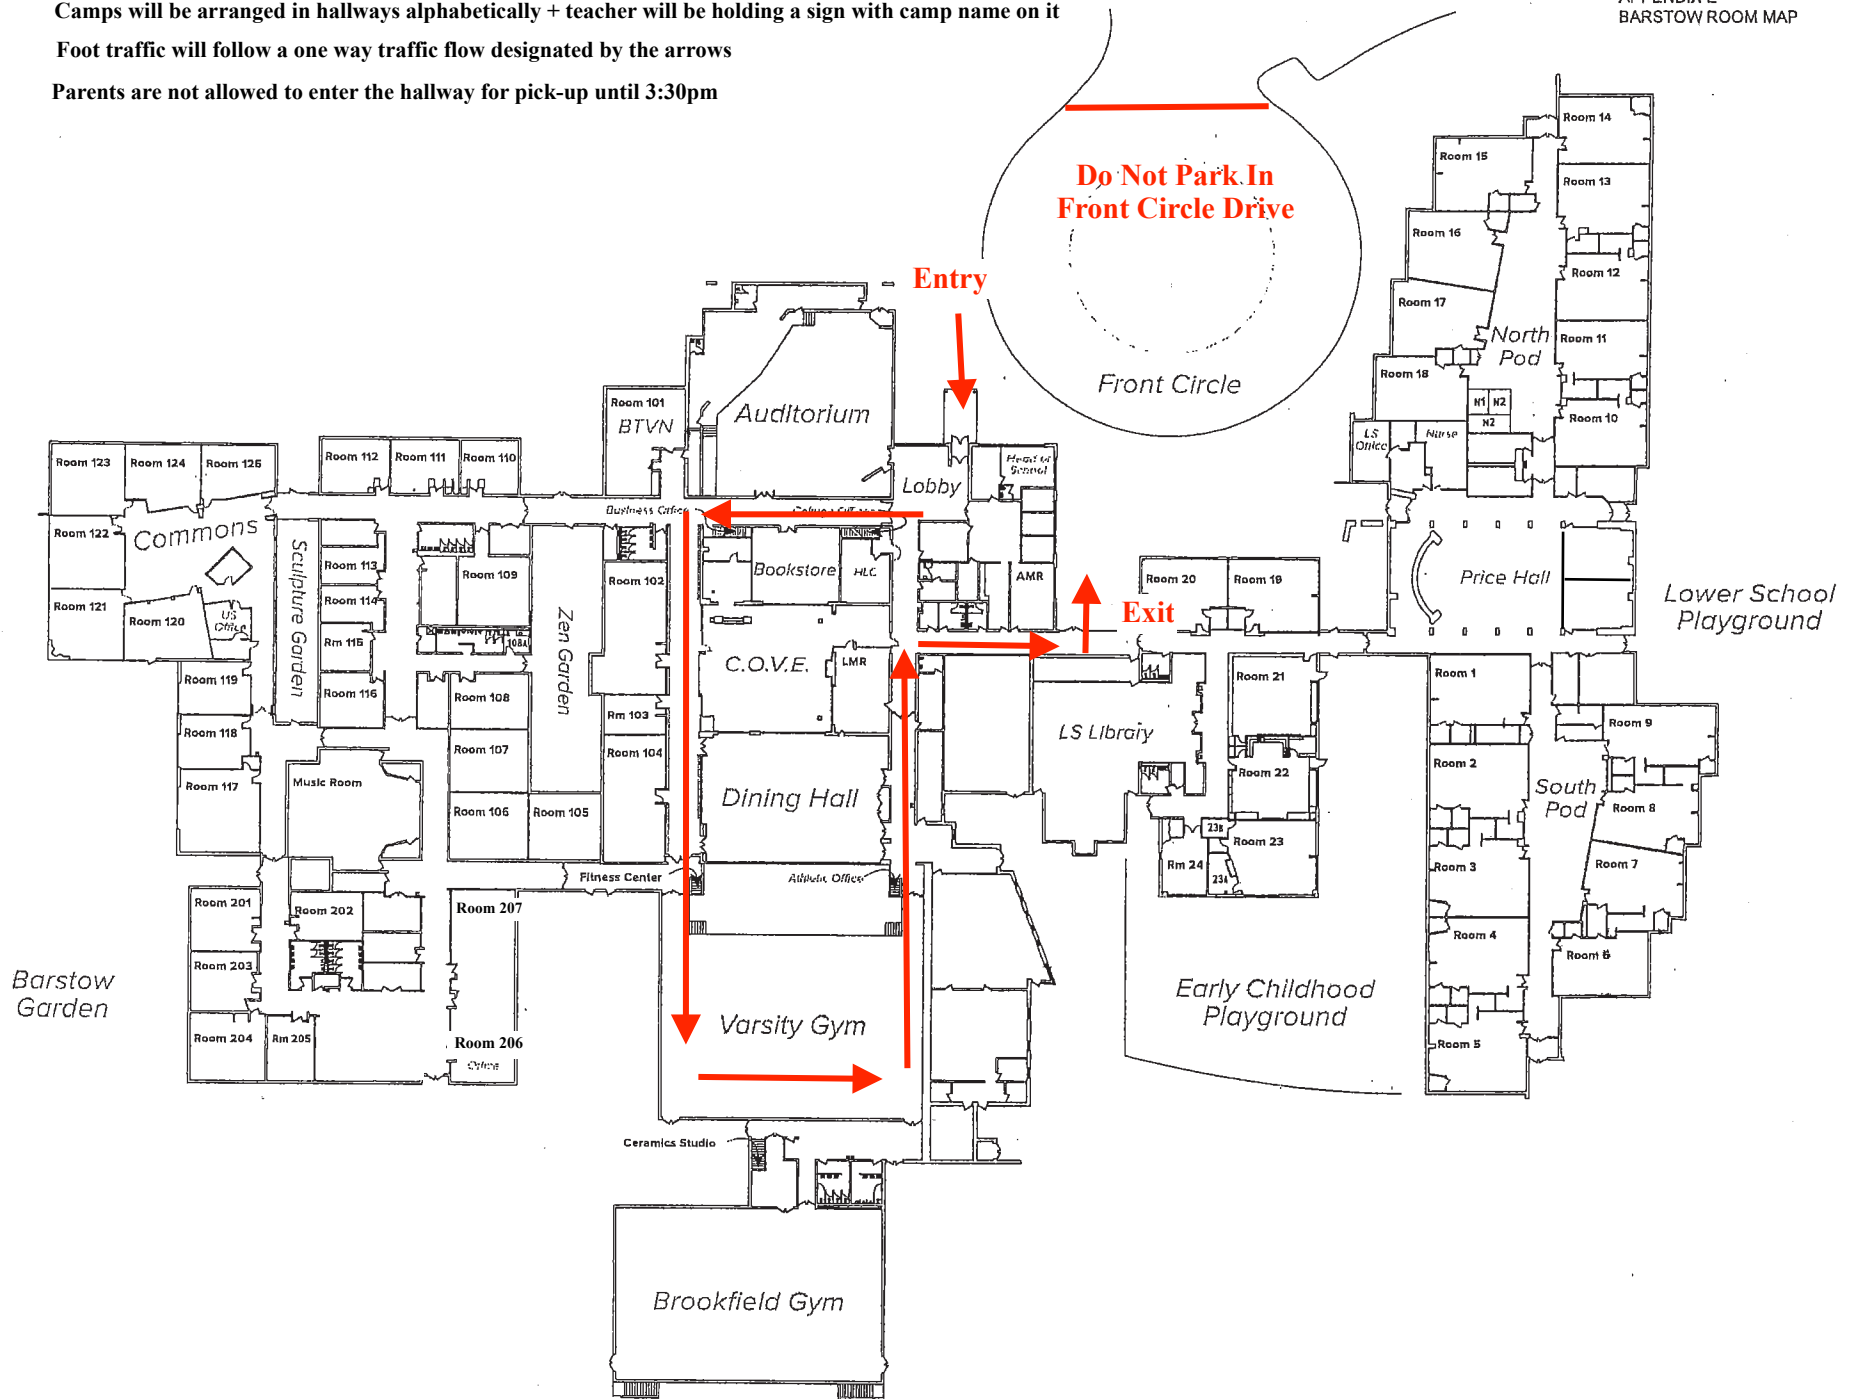 Camps will be arranged in hallways alphabetically + teacher will be holding a sign with camp name on it
BARSTOW ROOM MAP
Foot traffic will follow a one way traffic flow designated by the arrows
Parents are not allowed to enter the hallway for pick-up until 3:30pm
Do Not Park In
Front Circle Drive
Entry
Front Circle
Room 14
Room 15
Room 13
Room 16
Room 12
Room 17
North
Pod
Room 11
Room 18
N1
N2
N2
Room 10
LS
Office
Nurse
Room 101
BTVN
Auditorium
Lobby
Head of
School
Room 123
Room 124
Room 125
Room 112
Room 111
Room 110
Business Office
Room 122
Commons
Sculpture Garden
Room 113
Room 109
Room 114
Room 121
Room 120
US
Office
Rm 115
108A
Zen Garden
Room 102
Bookstore
HLC
AMR
Room 20
Room 19
Price Hall
Lower School
Playground
Exit
C.O.V.E.
LMR
Room 119
Room 116
Room 108
Rm 103
Room 118
Room 107
Room 104
LS Library
Room 21
Room 1
Room 9
Room 117
Music Room
Room 106
Room 105
Dining Hall
Room 22
Room 2
South
Pod
Room 8
23B
Room 23
Rm 24
23A
Room 3
Room 7
Fitness Center
Athletic Office
Room 201
Room 202
Room 207
Room 4
Room 6
Room 203
Barstow
Garden
Early Childhood
Playground
Varsity Gym
Room 204
Rm 205
Room 206
Office
Room 5
Ceramics Studio
Brookfield Gym